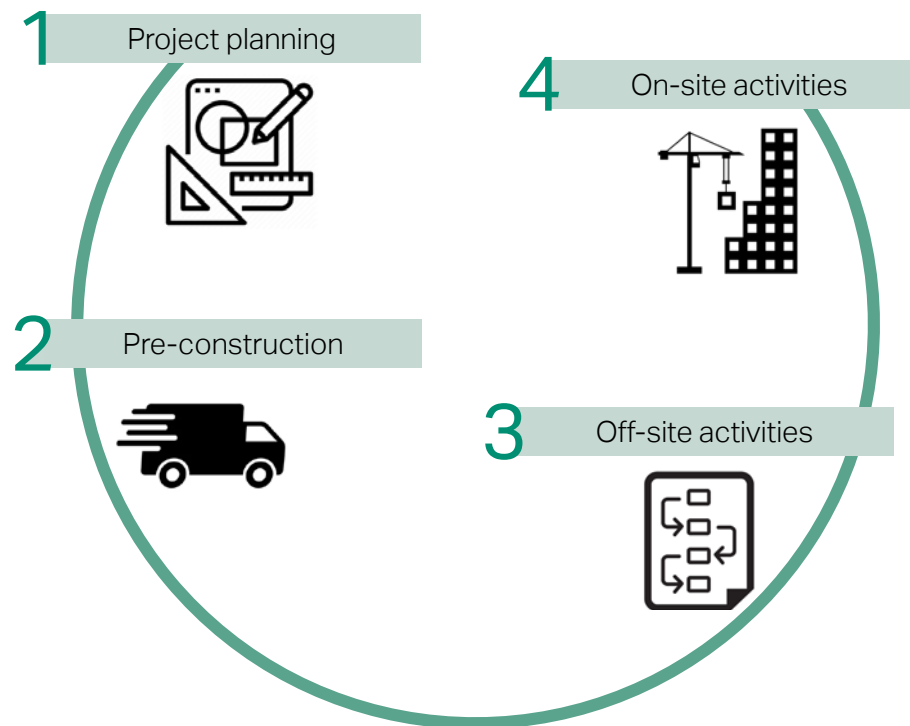 1 Project planning
2 Pre-construction
3 Off-site activities
4 On-site activities